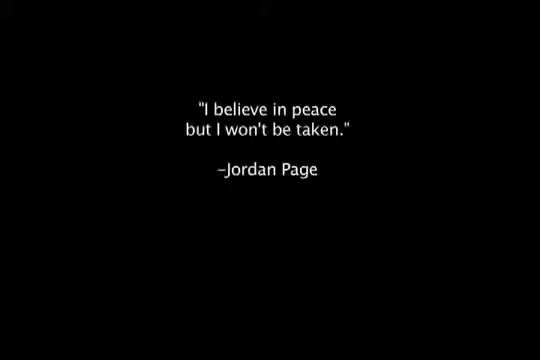 "I believe in peace
but I won't be taken."
–Jordan Page